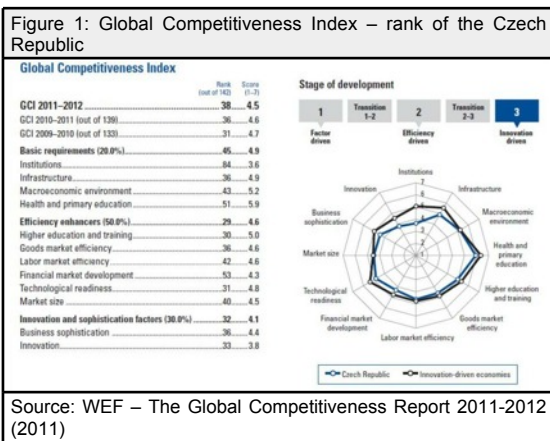 Figure 1: Global Competitiveness Index – rank of the Czech
Republic
Global Competitiveness Index
Rank (out of 142) Score (1–7)
GCI 2011–2012 38 4.5
GCI 2010–2011 (out of 139) 36 4.6
GCI 2009–2010 (out of 133) 31 4.7
Basic requirements (20.0%) 45 4.9
Institutions 84 3.6
Infrastructure 36 4.9
Macroeconomic environment 43 5.2
Health and primary education 51 5.9
Efficiency enhancers (50.0%) 29 4.6
Higher education and training 30 5.0
Goods market efficiency 36 4.6
Labor market efficiency 42 4.6
Financial market development 53 4.3
Technological readiness 31 4.8
Market size 40 4.5
Innovation and sophistication factors (30.0%) 32 4.1
Business sophistication 36 4.4
Innovation 33 3.8
Stage of development
1 Transition 1–2 2 Transition 2–3 3
Factor driven Efficiency driven Innovation driven
Institutions
Infrastructure
Macroeconomic environment
Health and primary education
Higher education and training
Goods market efficiency
Labor market efficiency
Financial market development
Technological readiness
Market size
Business sophistication
Innovation
7
6
5
4
3
2
1
Czech Republic Innovation-driven economies
Source: WEF – The Global Competitiveness Report 2011-2012
(2011)